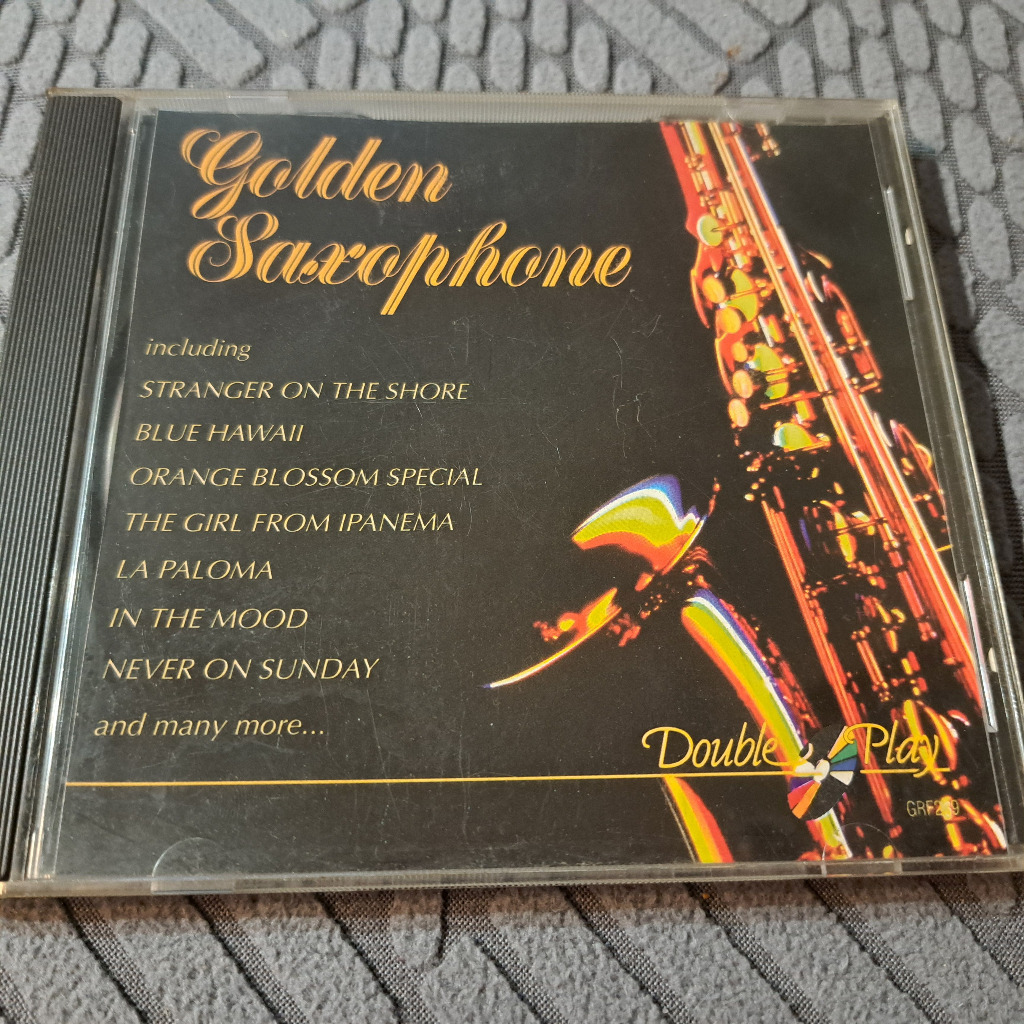 Golden
Saxophone
including
STRANGER ON THE SHORE
BLUE HAWAII
ORANGE BLOSSOM SPECIAL
THE GIRL FROM IPANEMA
LA PALOMA
IN THE MOOD
NEVER ON SUNDAY
and many more...
Double Play